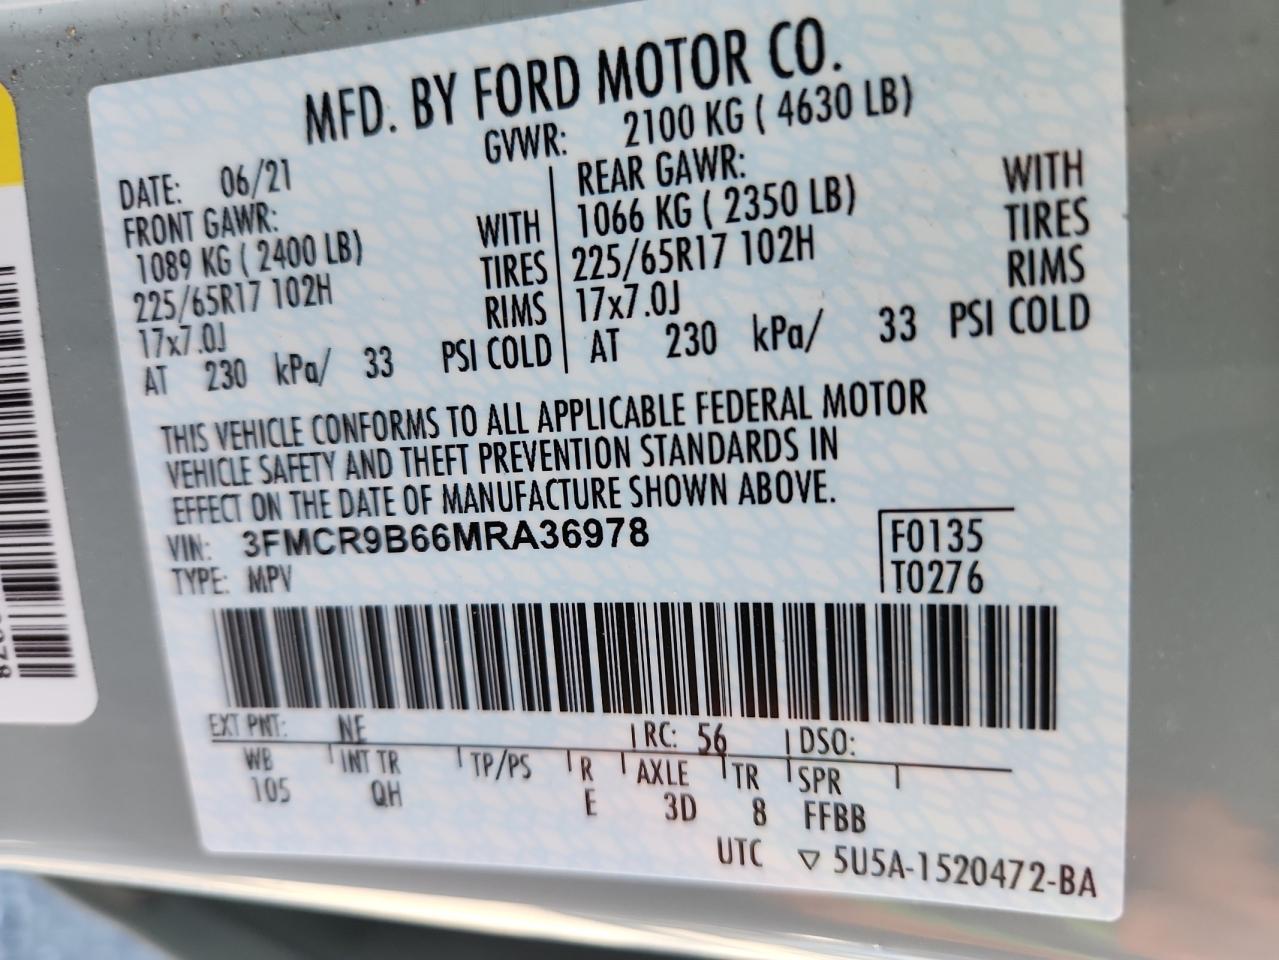 MFD. BY FORD MOTOR CO.
GVWR: 2100 KG ( 4630 LB)
DATE: 06/21
FRONT GAWR:
1089 KG ( 2400 LB) WITH
225/65R17 102H TIRES
17x7.0J RIMS
AT 230 kPa/ 33 PSI COLD
REAR GAWR: WITH
1066 KG ( 2350 LB) TIRES
225/65R17 102H RIMS
17x7.0J
AT 230 kPa/ 33 PSI COLD
THIS VEHICLE CONFORMS TO ALL APPLICABLE FEDERAL MOTOR
VEHICLE SAFETY AND THEFT PREVENTION STANDARDS IN
EFFECT ON THE DATE OF MANUFACTURE SHOWN ABOVE.
VIN: 3FMCR9B66MRA36978
TYPE: MPV
F0135
T0276
EXT PNT: NE RC: 56 DSO:
WB INT TR TP/PS R AXLE TR SPR
105 QH E 3D 8 FFBB
UTC ▽ 5U5A-1520472-BA